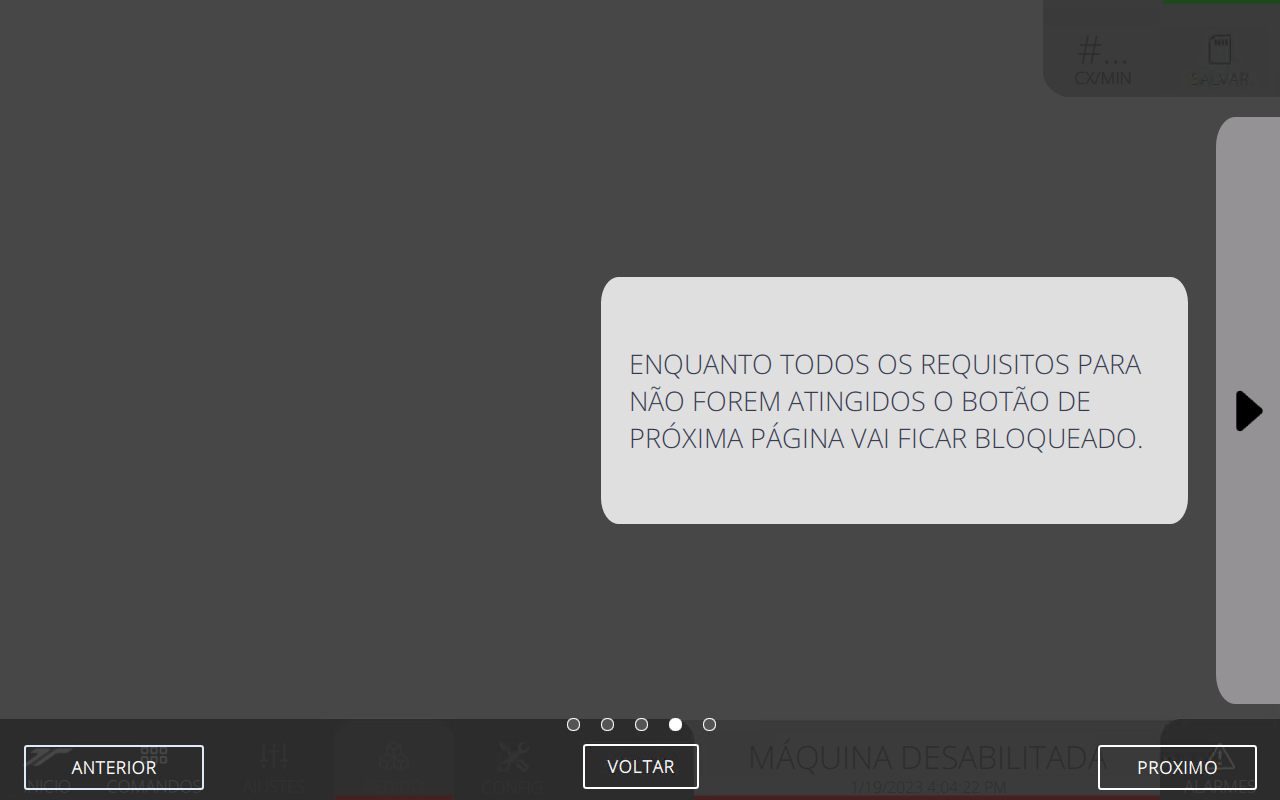 #...
CX/MIN
SALVAR
ENQUANTO TODOS OS REQUISITOS PARA
NÃO FOREM ATINGIDOS O BOTÃO DE
PRÓXIMA PÁGINA VAI FICAR BLOQUEADO.
ANTERIOR
VOLTAR
PROXIMO
INICIO
COMANDOS
AJUSTES
CONFIG
MÁQUINA DESABILITADA
1/19/2023 4:04:22 PM
ALARMES